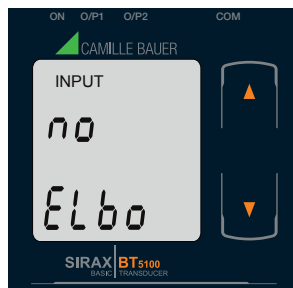 ON O/P1 O/P2 COM
CAMILLE BAUER
INPUT
no
ELbo
SIRAX BT5100
BASIC TRANSDUCER